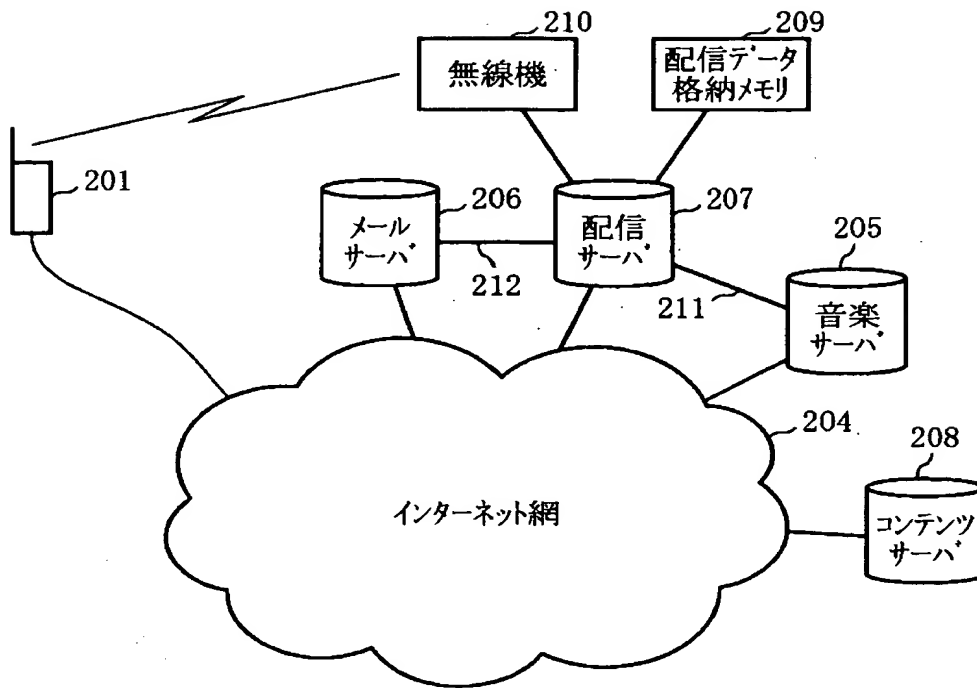 210
209
無線機
配信データ
格納メモリ
201
206
207
メール
サーバ
配信
サーバ
205
212
211
音楽
サーバ
204
208
インターネット網
コンテンツ
サーバ